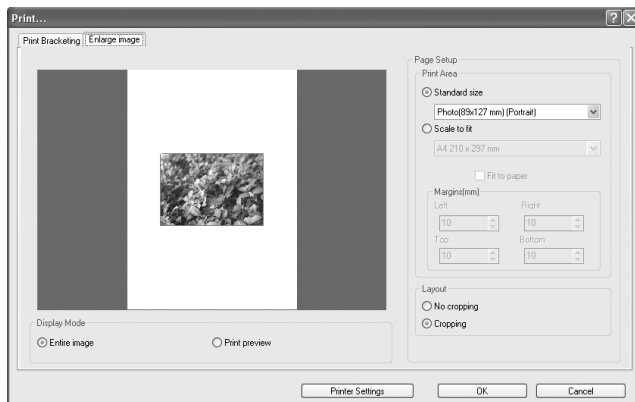 Print...
Print Bracketing
Enlarge image
Page Setup
Print Area
Standard size
Photo(89x127 mm) (Portrait)
Scale to fit
A4 210 x 297 mm
Fit to paper
Margins(mm)
Left
Right
10
10
Top
Bottom
10
10
Layout
No cropping
Cropping
Display Mode
Entire image
Print preview
Printer Settings
OK
Cancel